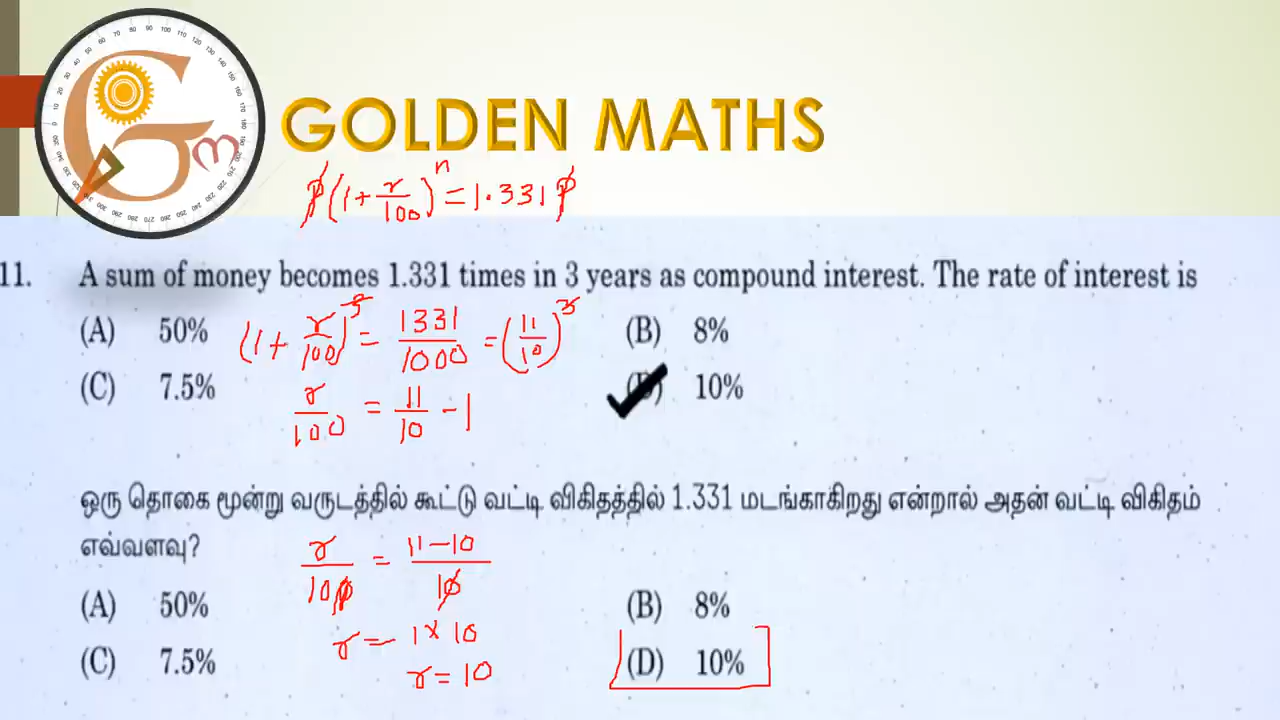 GOLDEN MATHS
P(1+r/100)^n = 1.331P
11. A sum of money becomes 1.331 times in 3 years as compound interest. The rate of interest is
(A) 50% (B) 8%
(1+r/100)^3 = 1331/1000 = (11/10)^3
(C) 7.5% (D) 10%
r/100 = 11/10 - 1
ஒரு தொகை மூன்று வருடத்தில் கூட்டு வட்டி விகிதத்தில் 1.331 மடங்காகிறது என்றால் அதன் வட்டி விகிதம்
எவ்வளவு?
r/100 = 11-10/10
(A) 50% (B) 8%
r = 1×10
(C) 7.5% (D) 10%
r = 10